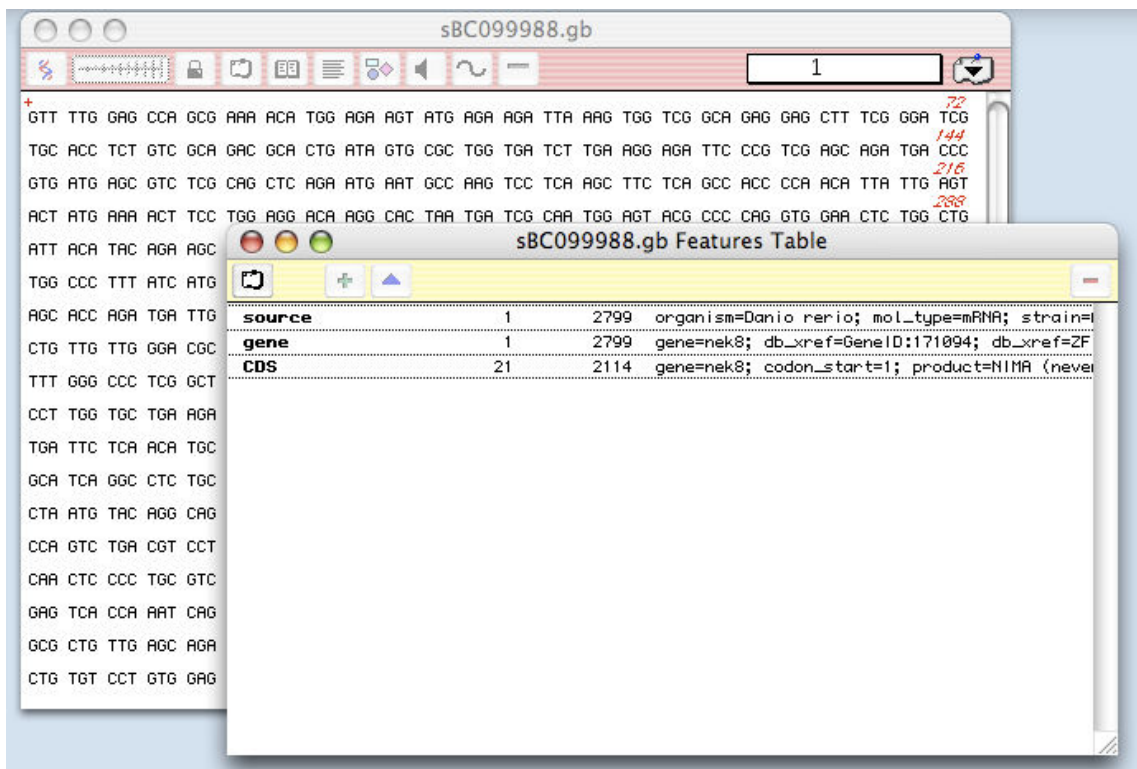 sBC099988.gb
1
+
72
GTT TTG GAG CCA GCG AAA ACA TGG AGA AGT ATG AGA AGA TTA AAG TGG TCG GCA GAG GAG CTT TCG GGA TCG
144
TGC ACC TCT GTC GCA GAC GCA CTG ATA GTG CGC TGG TGA TCT TGA AGG AGA TTC CCG TCG AGC AGA TGA CCC
216
GTG ATG AGC GTC TCG CAG CTC AGA ATG AAT GCC AAG TCC TCA AGC TTC TCA GCC ACC CCA ACA TTA TTG AGT
288
ACT ATG AAA ACT TCC TGG AGG ACA AGG CAC TAA TGA TCG CAA TGG AGT ACG CCC CAG GTG GAA CTC TGG CTG
ATT ACA TAC AGA AGC
TGG CCC TTT ATC ATG
AGC ACC AGA TGA TTG
CTG TTG TTG GGA CGC
TTT GGG CCC TCG GCT
CCT TGG TGC TGA AGA
TGA TTC TCA ACA TGC
GCA TCA GGC CTC TGC
CTA ATG TAC AGG CAG
CCA GTC TGA CGT CCT
CAA CTC CCC TGC GTC
GAG TCA CCA AAT CAG
GCG CTG TTG AGC AGA
CTG TGT CCT GTG GAG
sBC099988.gb Features Table
source 1 2799 organism=Danio rerio; mol_type=mRNA; strain=
gene 1 2799 gene=nek8; db_xref=GeneID:171094; db_xref=ZF
CDS 21 2114 gene=nek8; codon_start=1; product=NIMA (never